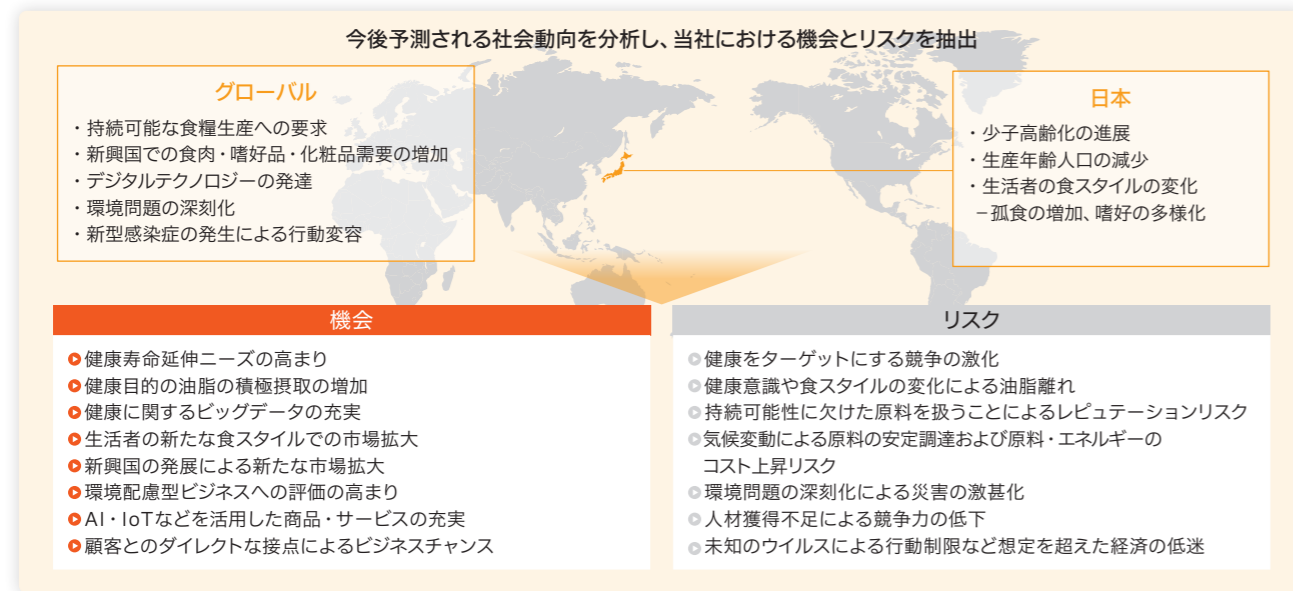 今後予測される社会動向を分析し、当社における機会とリスクを抽出
グローバル
・持続可能な食糧生産への要求
・新興国での食肉・嗜好品・化粧品需要の増加
・デジタルテクノロジーの発達
・環境問題の深刻化
・新型感染症の発生による行動変容
日本
・少子高齢化の進展
・生産年齢人口の減少
・生活者の食スタイルの変化
－孤食の増加、嗜好の多様化
機会
健康寿命延伸ニーズの高まり
健康目的の油脂の積極摂取の増加
健康に関するビッグデータの充実
生活者の新たな食スタイルでの市場拡大
新興国の発展による新たな市場拡大
環境配慮型ビジネスへの評価の高まり
AI・IoTなどを活用した商品・サービスの充実
顧客とのダイレクトな接点によるビジネスチャンス
リスク
健康をターゲットにする競争の激化
健康意識や食スタイルの変化による油脂離れ
持続可能性に欠けた原料を扱うことによるレピュテーションリスク
気候変動による原料の安定調達および原料・エネルギーの
コスト上昇リスク
環境問題の深刻化による災害の激甚化
人材獲得不足による競争力の低下
未知のウイルスによる行動制限など想定を超えた経済の低迷